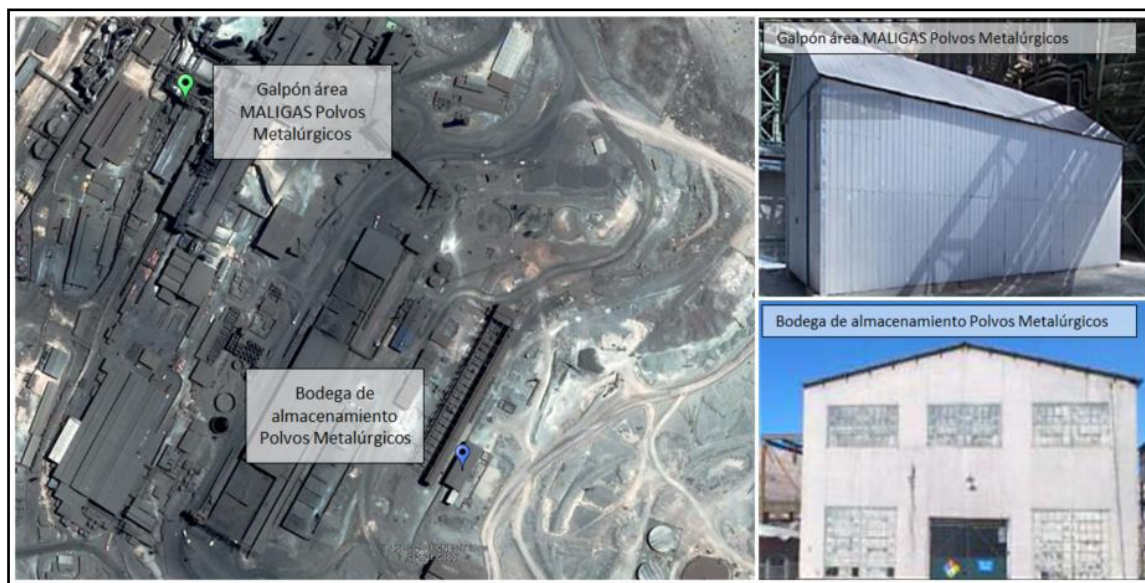 Galpón área
MALIGAS Polvos
Metalúrgicos
Bodega de
almacenamiento
Polvos Metalúrgicos
Galpón área MALIGAS Polvos Metalúrgicos
Bodega de almacenamiento Polvos Metalúrgicos